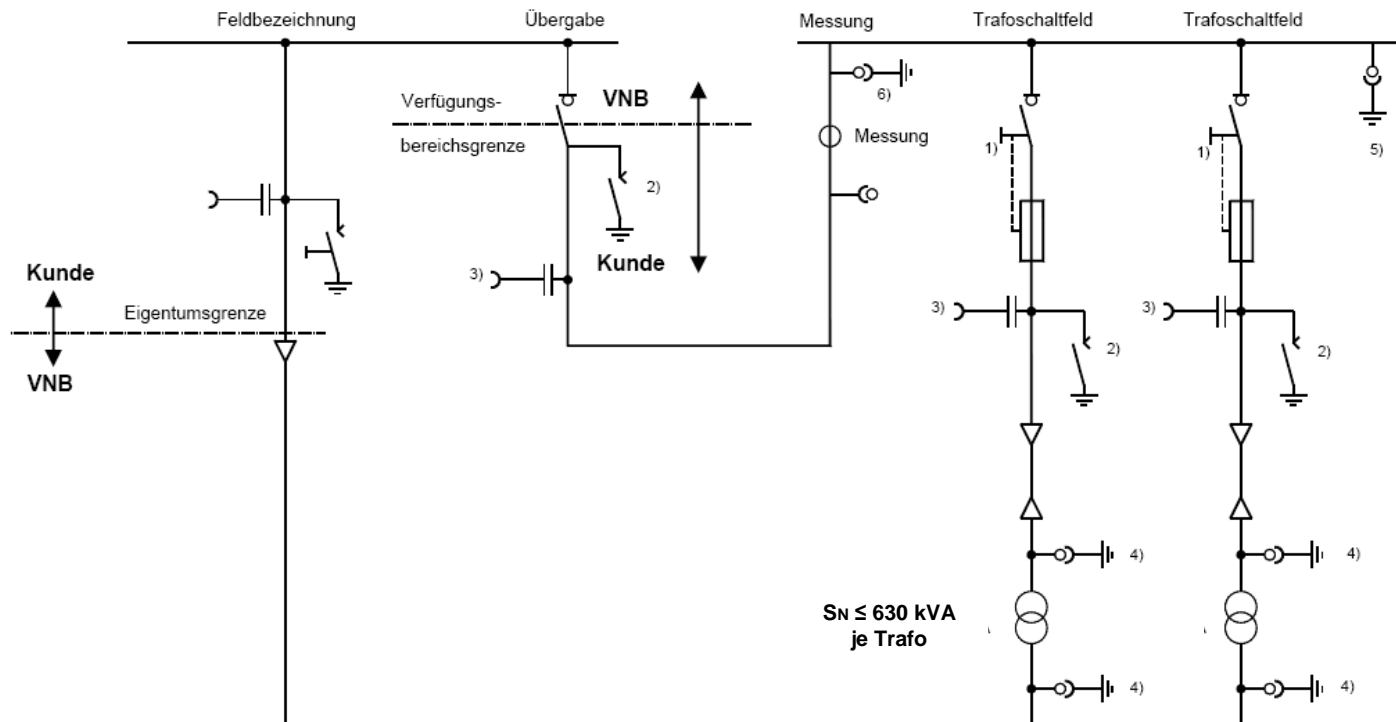 Feldbezeichnung
Übergabe
Messung
Trafoschaltfeld
Trafoschaltfeld
Verfügungs-
bereichsgrenze
VNB
6)
Messung
1)
1)
5)
2)
Kunde
3)
Kunde
Eigentumsgrenze
VNB
3)
2)
3)
2)
4)
4)
SN ≤ 630 kVA
je Trafo
4)
4)